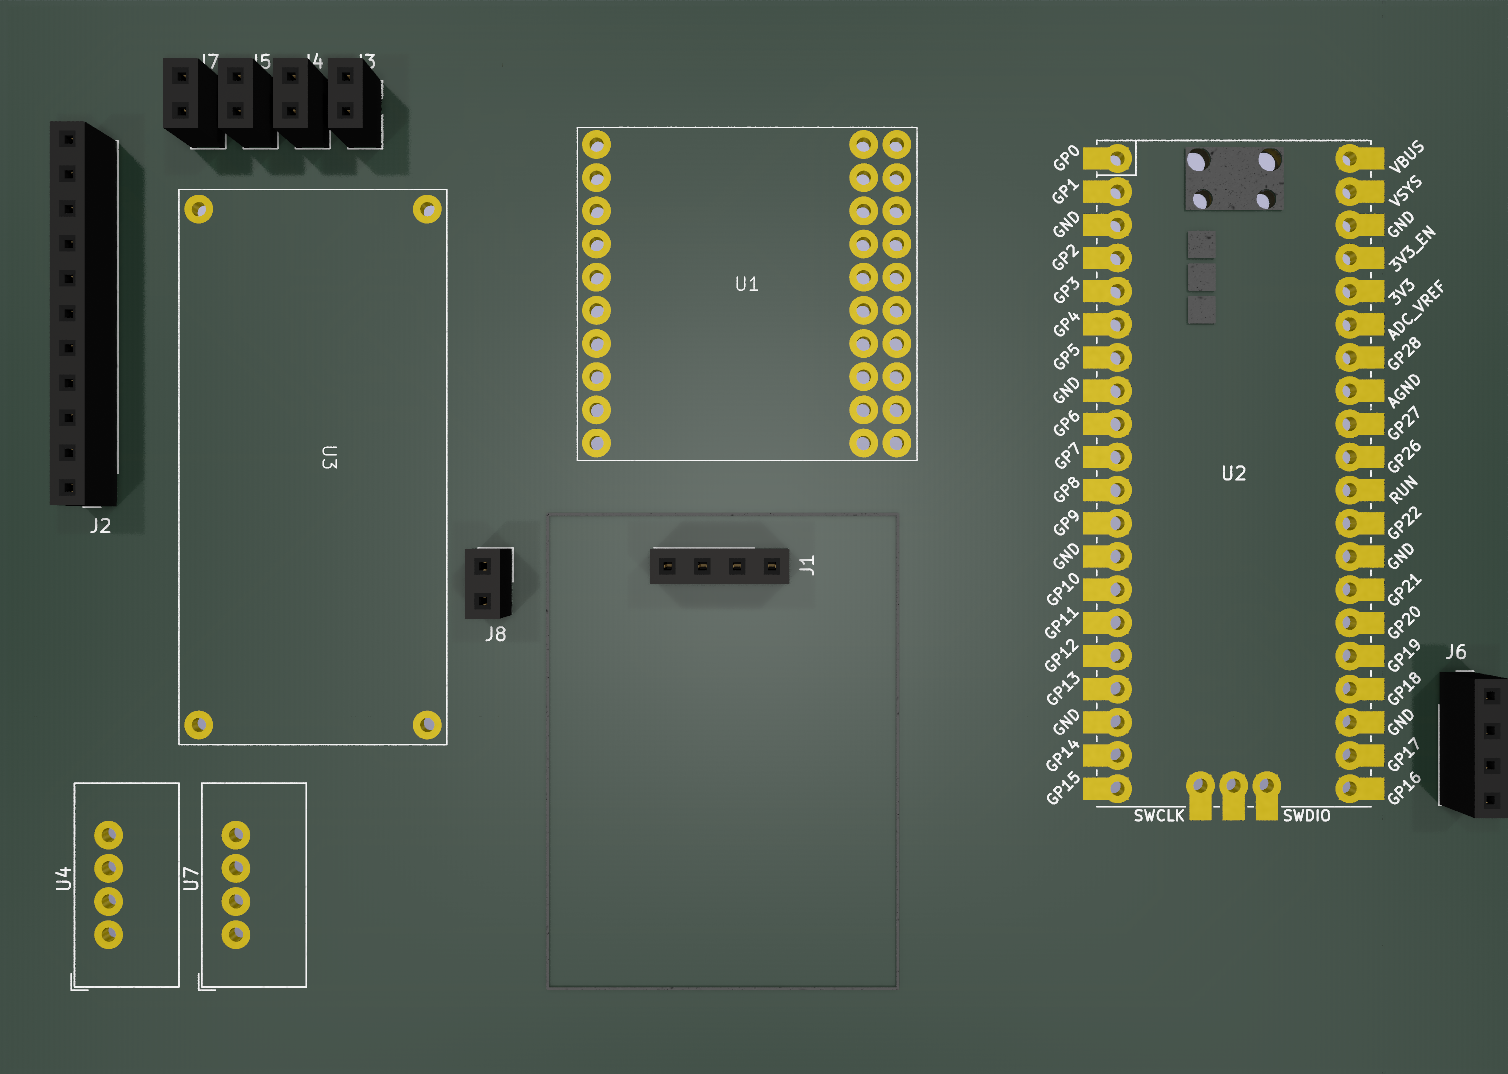 J7
J5
J4
J3
J2
U3
U1
J8
J1
U4
U7
GP0
GP1
GND
GP2
GP3
GP4
GP5
GND
GP6
GP7
GP8
GP9
GND
GP10
GP11
GP12
GP13
GND
GP14
GP15
U2
SWCLK
SWDIO
VBUS
VSYS
GND
3V3_EN
3V3
ADC_VREF
GP28
AGND
GP27
GP26
RUN
GP22
GND
GP21
GP20
GP19
GP18
GND
GP17
GP16
J6